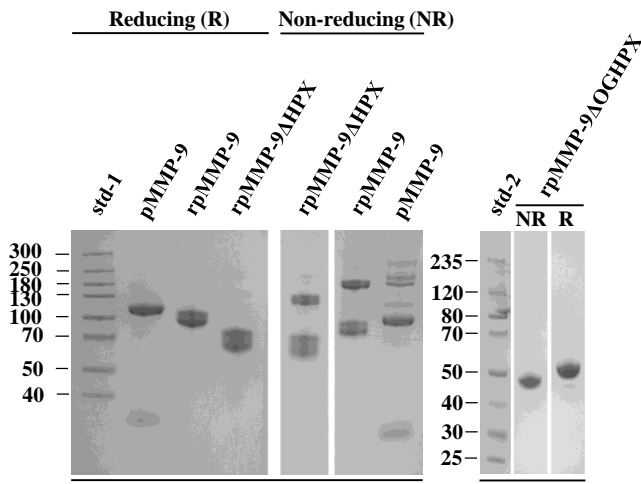 Reducing (R)
Non-reducing (NR)
std-1
pMMP-9
rpMMP-9
rpMMP-9ΔHPX
rpMMP-9ΔHPX
rpMMP-9
pMMP-9
std-2
rpMMP-9ΔOGHPX
NR
R
300
250
180
130
100
70
50
40
235
120
80
70
50
40
30
25